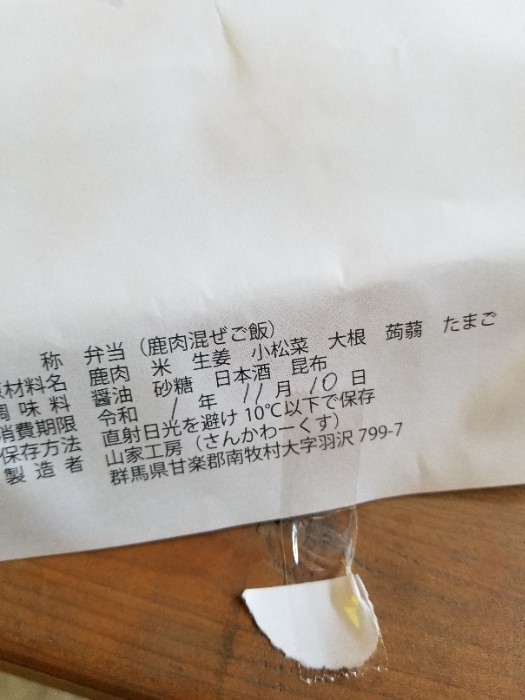 称 弁当（鹿肉混ぜご飯）
材料名 鹿肉 米 生姜 小松菜 大根 蒟蒻 たまご
調味料 醤油 砂糖 日本酒 昆布
消費期限 令和 1 年 11 月 10 日
保存方法 直射日光を避け10℃以下で保存
製造者 山家工房（さんかわーくす）
群馬県甘楽郡南牧村大字羽沢799-7